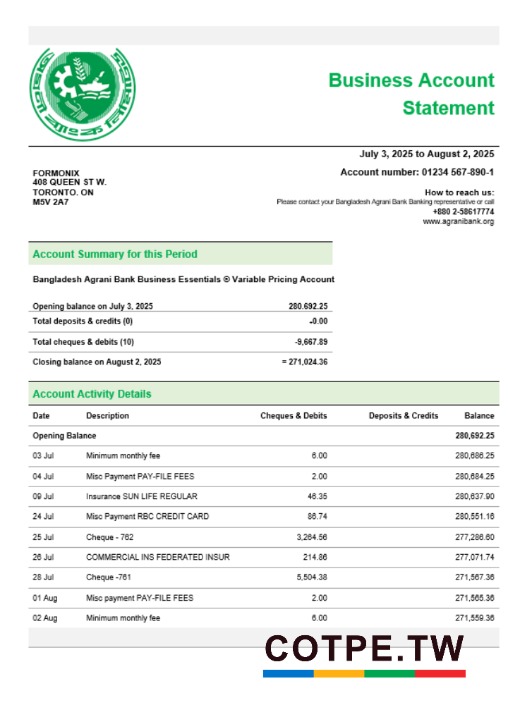 Business Account
Statement
July 3, 2025 to August 2, 2025
FORMONIX
408 QUEEN ST W.
TORONTO. ON
M5V 2A7
Account number: 01234 567-890-1
How to reach us:
Please contact your Bangladesh Agrani Bank Banking representative or call
+880 2-58617774
www.agranibank.org
Account Summary for this Period
Bangladesh Agrani Bank Business Essentials ® Variable Pricing Account
Opening balance on July 3, 2025 280.692.25
Total deposits & credits (0) -0.00
Total cheques & debits (10) -9,667.89
Closing balance on August 2, 2025 = 271,024.36
Account Activity Details
Date Description Cheques & Debits Deposits & Credits Balance
Opening Balance 280,692.25
03 Jul Minimum monthly fee 6.00 280,686.25
04 Jul Misc Payment PAY-FILE FEES 2.00 280,684.25
09 Jul Insurance SUN LIFE REGULAR 46.35 280,637.90
24 Jul Misc Payment RBC CREDIT CARD 86.74 280,551.16
25 Jul Cheque - 762 3,264.56 277,286.60
26 Jul COMMERCIAL INS FEDERATED INSUR 214.86 277,071.74
28 Jul Cheque -761 5,504.38 271,567.36
01 Aug Misc payment PAY-FILE FEES 2.00 271,565.36
02 Aug Minimum monthly fee 6.00 271,559.36
COTPE.TW